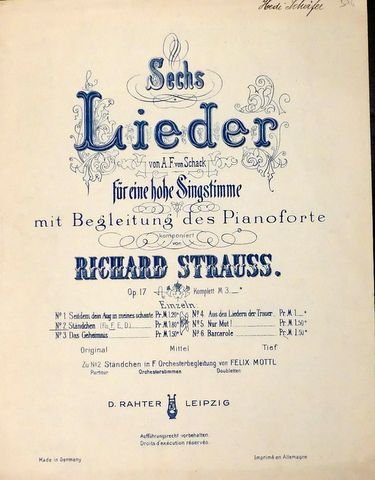 Hedi Schäfer
Sechs
Lieder
von A. F. von Schack
für eine hohe Singstimme
mit Begleitung des Pianoforte
komponiert
von
RICHARD STRAUSS.
Op. 17 Komplett M 3._*
Einzeln
No 1. Seitdem dein Aug in meines schaute Pr. M 1.20*
No 2. Ständchen (Fis, F, E, D) Pr. M 1.80*
No 3. Das Geheimnis Pr. M 1.50*
No 4. Aus den Liedern der Trauer Pr. M 1._*
No 5. Nur Mut! Pr. M 1.50*
No 6. Barcarole Pr. M 1.50*
Original Mittel Tief
Zu No 2 Ständchen in F Orchesterbegleitung von FELIX MOTTL
Partitur Orchesterstimmen Doubletten
D. RAHTER LEIPZIG
Aufführungsrecht vorbehalten.
Droits d'exécution réservés.
Made in Germany
Imprimé en Allemagne